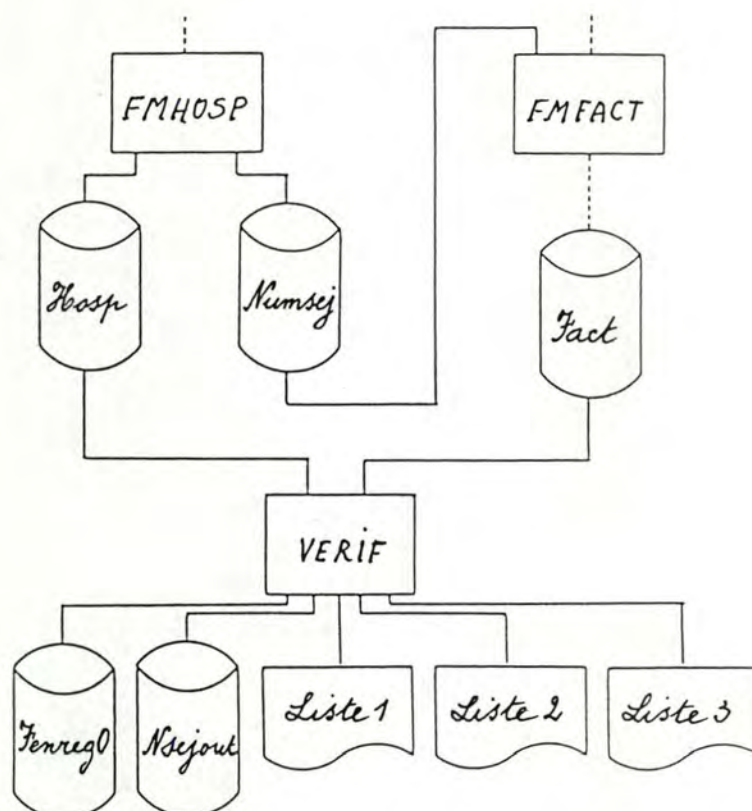 FMHOSP
FMFACT
Hosp
Numsej
Fact
VERIF
Fenreg0
Nsejout
Liste 1
Liste 2
Liste 3